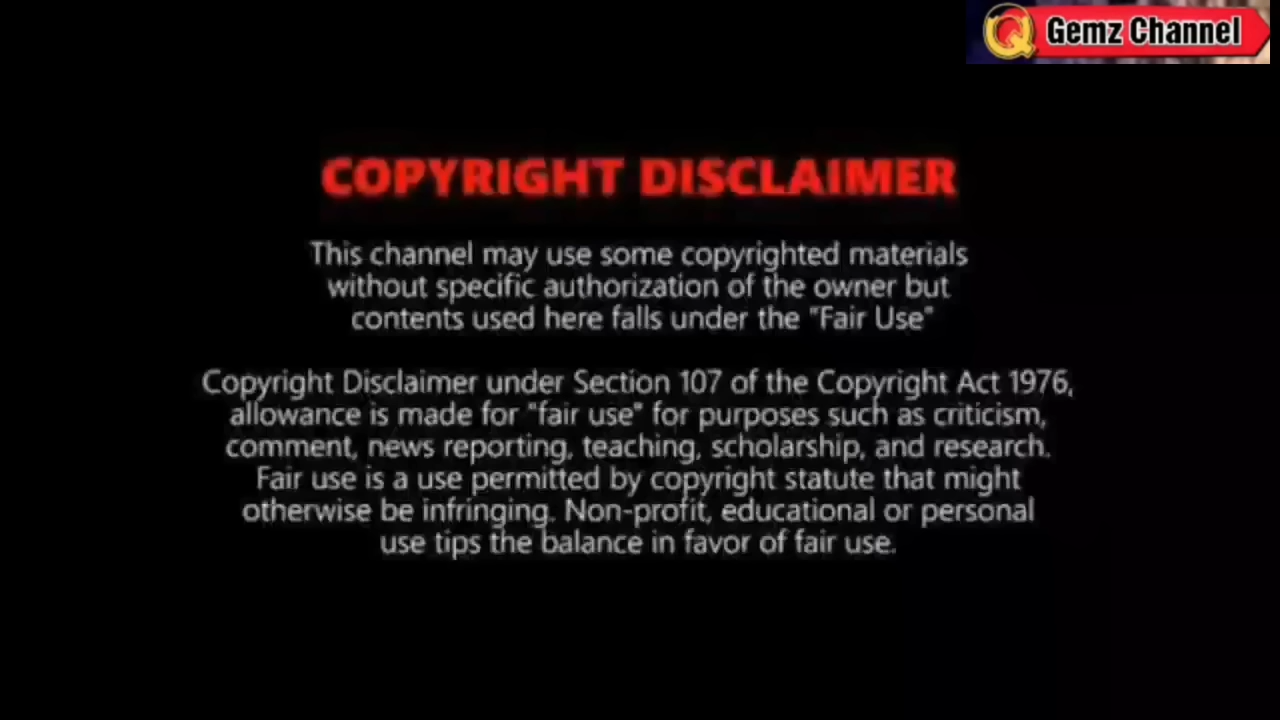 Gemz Channel
COPYRIGHT DISCLAIMER
This channel may use some copyrighted materials
without specific authorization of the owner but
contents used here falls under the "Fair Use"
Copyright Disclaimer under Section 107 of the Copyright Act 1976,
allowance is made for "fair use" for purposes such as criticism,
comment, news reporting, teaching, scholarship, and research.
Fair use is a use permitted by copyright statute that might
otherwise be infringing. Non-profit, educational or personal
use tips the balance in favor of fair use.